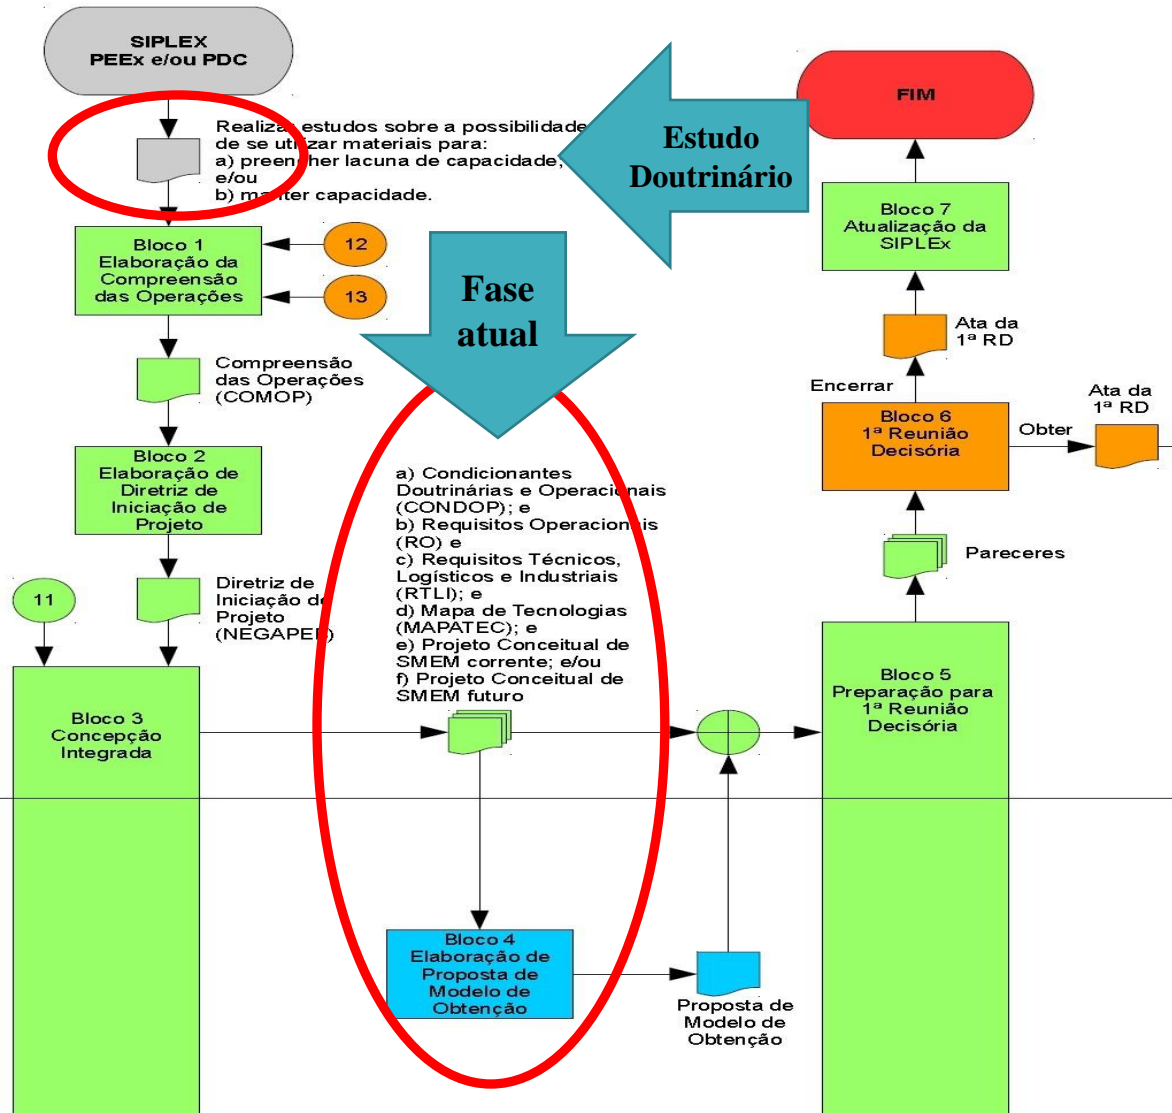 SIPLEX
PEEx e/ou PDC
Realizar estudos sobre a possibilidade
de se utilizar materiais para:
a) preencher lacuna de capacidade;
e/ou
b) manter capacidade.
Estudo
Doutrinário
Bloco 1
Elaboração da
Compreensão
das Operações
12
13
Fase
atual
Compreensão
das Operações
(COMOP)
Bloco 2
Elaboração de
Diretriz de
Iniciação de
Projeto
11
Diretriz de
Iniciação de
Projeto
(NEGAPEB)
Bloco 3
Concepção
Integrada
a) Condicionantes
Doutrinárias e Operacionais
(CONDOP); e
b) Requisitos Operacionais
(RO) e
c) Requisitos Técnicos,
Logísticos e Industriais
(RTLI); e
d) Mapa de Tecnologias
(MAPATEC); e
e) Projeto Conceitual de
SMEM corrente; e/ou
f) Projeto Conceitual de
SMEM futuro
Bloco 4
Elaboração de
Proposta de
Modelo de
Obtenção
Proposta de
Modelo de
Obtenção
FIM
Bloco 7
Atualização da
SIPLEx
Ata da
1ª RD
Encerrar
Bloco 6
1ª Reunião
Decisória
Obter
Ata da
1ª RD
Pareceres
Bloco 5
Preparação para
1ª Reunião
Decisória